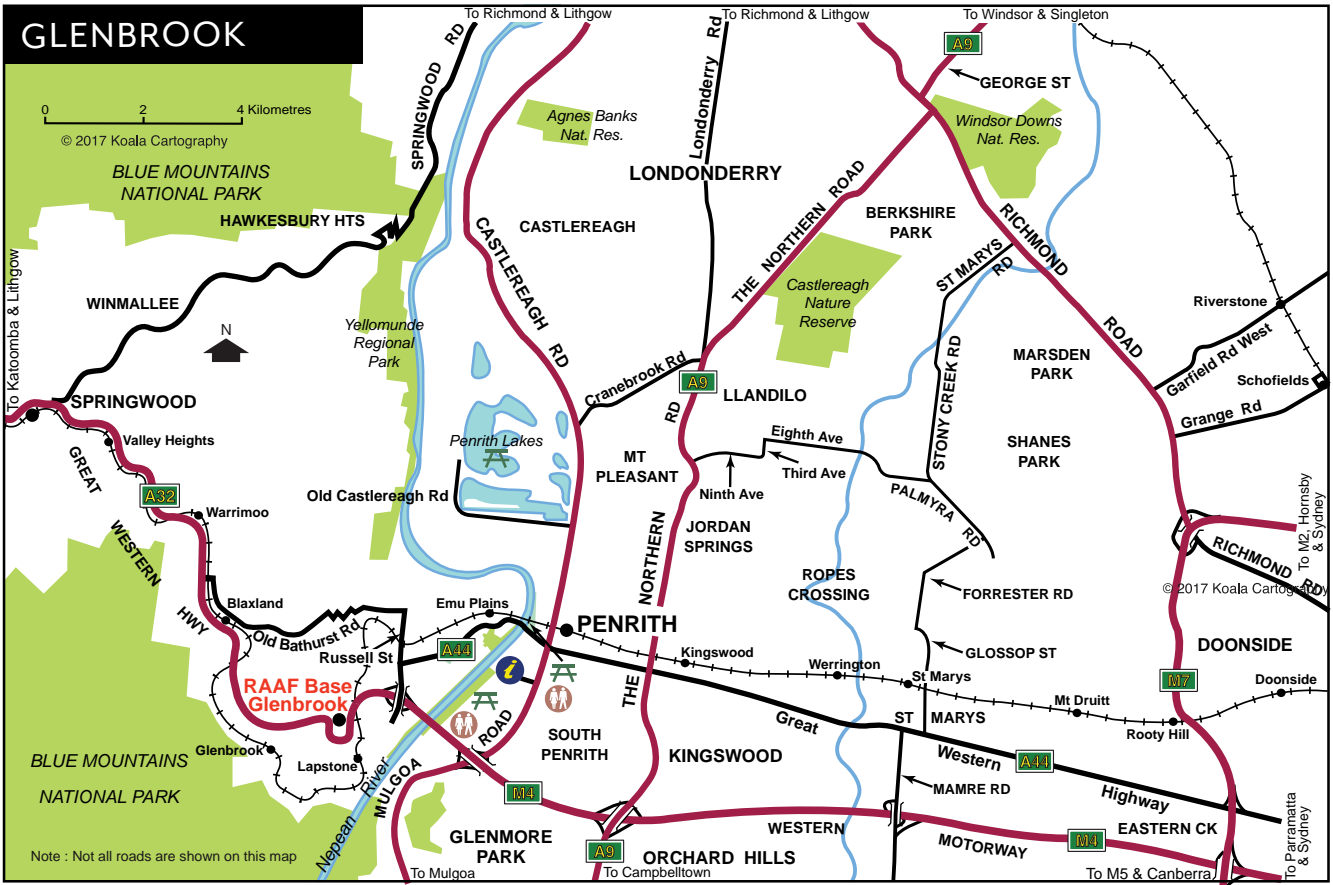 GLENBROOK
To Richmond & Lithgow
To Richmond & Lithgow
To Windsor & Singleton
0 2 4 Kilometres
© 2017 Koala Cartography
BLUE MOUNTAINS
NATIONAL PARK
SPRINGWOOD RD
HAWKESBURY HTS
Agnes Banks
Nat. Res.
Londonderry Rd
LONDONDERRY
A9
GEORGE ST
Windsor Downs
Nat. Res.
CASTLEREAGH
CASTLEREAGH RD
THE NORTHERN ROAD
BERKSHIRE
PARK
RICHMOND ROAD
ST MARYS RD
Castlereagh
Nature
Reserve
To Katoomba & Lithgow
WINMALLEE
N
Yellomunde
Regional
Park
Riverstone
Garfield Rd West
Schofields
Grange Rd
MARSDEN
PARK
STONY CREEK RD
Cranebrook Rd
A9
LLANDILO
SPRINGWOOD
Valley Heights
GREAT
WESTERN
HWY
A32
Warrimoo
Penrith Lakes
Old Castlereagh Rd
MT
PLEASANT
RD
Eighth Ave
Third Ave
Ninth Ave
SHANES
PARK
PALMYRA RD
JORDAN
SPRINGS
NORTHERN
THE
To M2, Hornsby
& Sydney
RICHMOND RD
© 2017 Koala Cartography
ROPES
CROSSING
FORRESTER RD
Blaxland
Old Bathurst Rd
Emu Plains
PENRITH
Russell St
A44
i
Kingswood
Werrington
GLOSSOP ST
St Marys
DOONSIDE
M7
Doonside
Mt Druitt
Rooty Hill
RAAF Base
Glenbrook
Glenbrook
Lapstone
BLUE MOUNTAINS
NATIONAL PARK
Nepean River
MULGOA ROAD
SOUTH
PENRITH
KINGSWOOD
Great
Western
Highway
ST MARYS
A44
MAMRE RD
M4
WESTERN
MOTORWAY
M4
EASTERN CK
GLENMORE
PARK
A9
ORCHARD HILLS
Note : Not all roads are shown on this map
To Mulgoa
To Campbelltown
To M5 & Canberra
To Parramatta
& Sydney